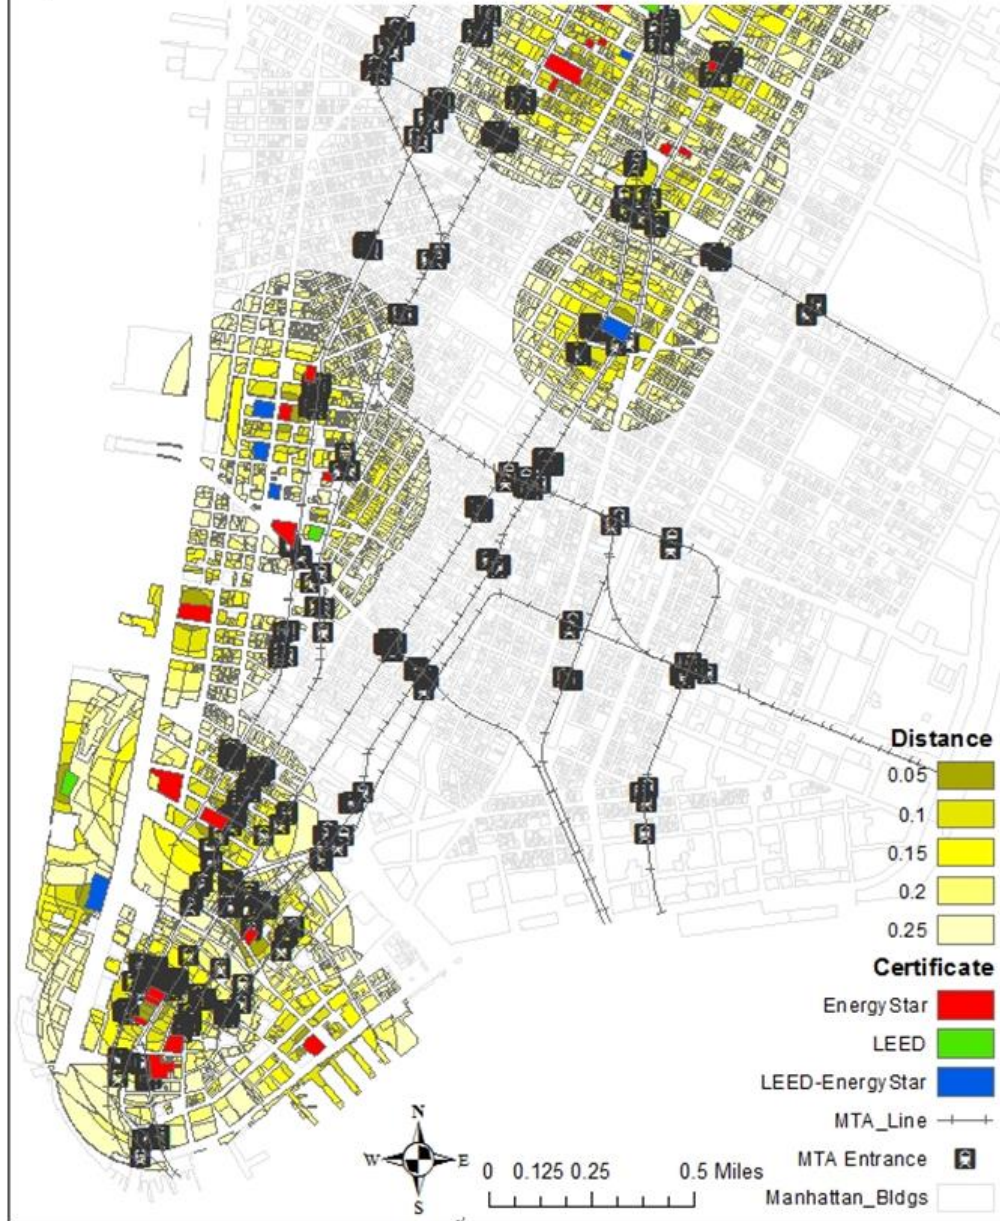 Distance
0.05
0.1
0.15
0.2
0.25
Certificate
EnergyStar
LEED
LEED-EnergyStar
MTA_Line
MTA Entrance
Manhattan_Bldgs
N
W E
S
0 0.125 0.25 0.5 Miles